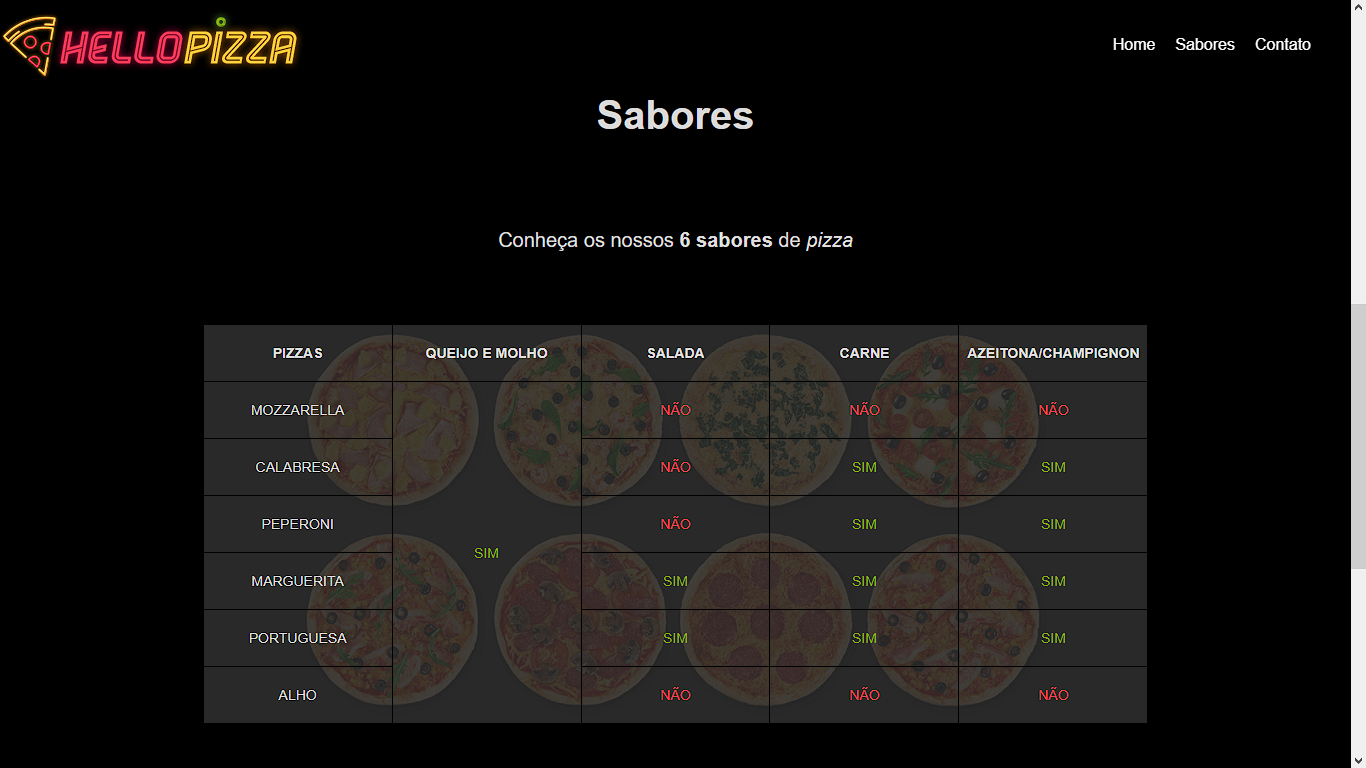 HELLOPIZZA
Home Sabores Contato
Sabores
Conheça os nossos 6 sabores de pizza
PIZZAS QUEIJO E MOLHO SALADA CARNE AZEITONA/CHAMPIGNON
MOZZARELLA NÃO NÃO NÃO
CALABRESA NÃO SIM SIM
PEPERONI NÃO SIM SIM
SIM
MARGUERITA SIM SIM SIM
PORTUGUESA SIM SIM SIM
ALHO NÃO NÃO NÃO